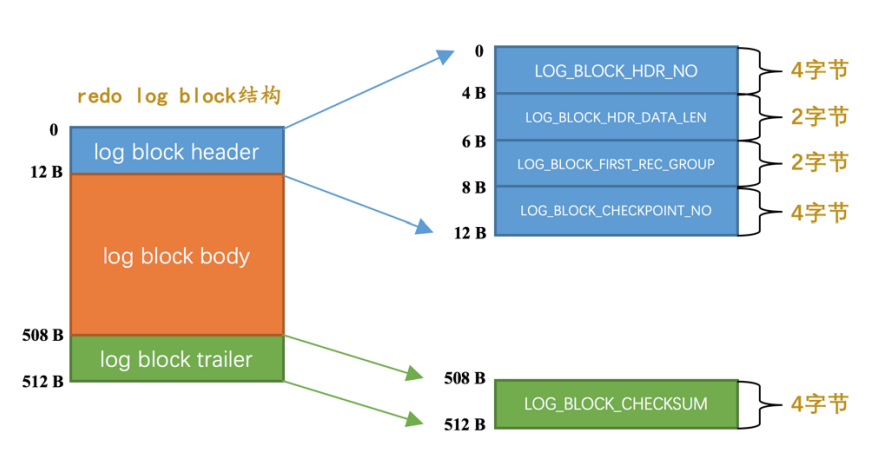 redo log block结构
0
log block header
12 B
log block body
508 B
log block trailer
512 B
0
LOG_BLOCK_HDR_NO
4字节
4 B
LOG_BLOCK_HDR_DATA_LEN
2字节
6 B
LOG_BLOCK_FIRST_REC_GROUP
2字节
8 B
LOG_BLOCK_CHECKPOINT_NO
4字节
12 B
508 B
LOG_BLOCK_CHECKSUM
4字节
512 B